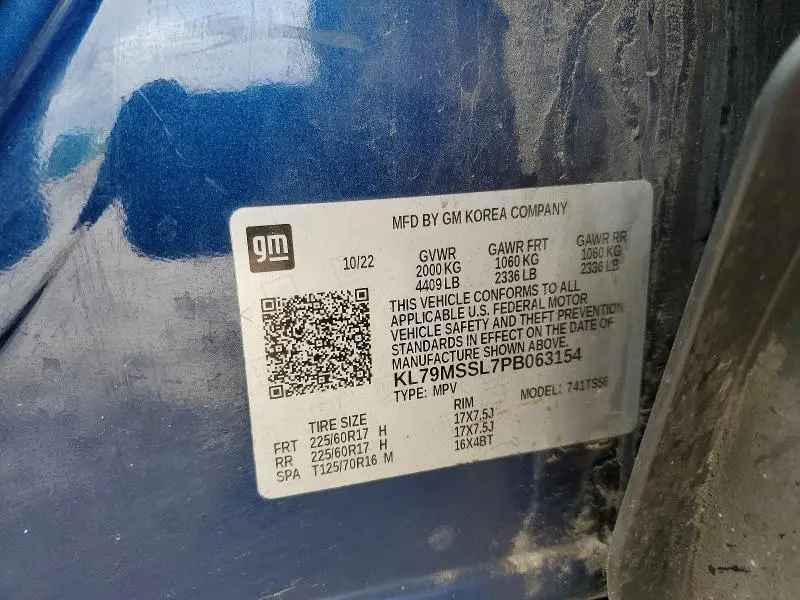 gm
MFD BY GM KOREA COMPANY
10/22
GVWR
2000 KG
4409 LB
GAWR FRT
1060 KG
2336 LB
GAWR RR
1060 KG
2336 LB
THIS VEHICLE CONFORMS TO ALL
APPLICABLE U.S. FEDERAL MOTOR
VEHICLE SAFETY AND THEFT PREVENTION
STANDARDS IN EFFECT ON THE DATE OF
MANUFACTURE SHOWN ABOVE.
KL79MSSL7PB063154
TYPE: MPV MODEL: 741TSS6
TIRE SIZE RIM
FRT 225/60R17 H 17X7.5J
RR 225/60R17 H 17X7.5J
SPA T125/70R16 M 16X4BT